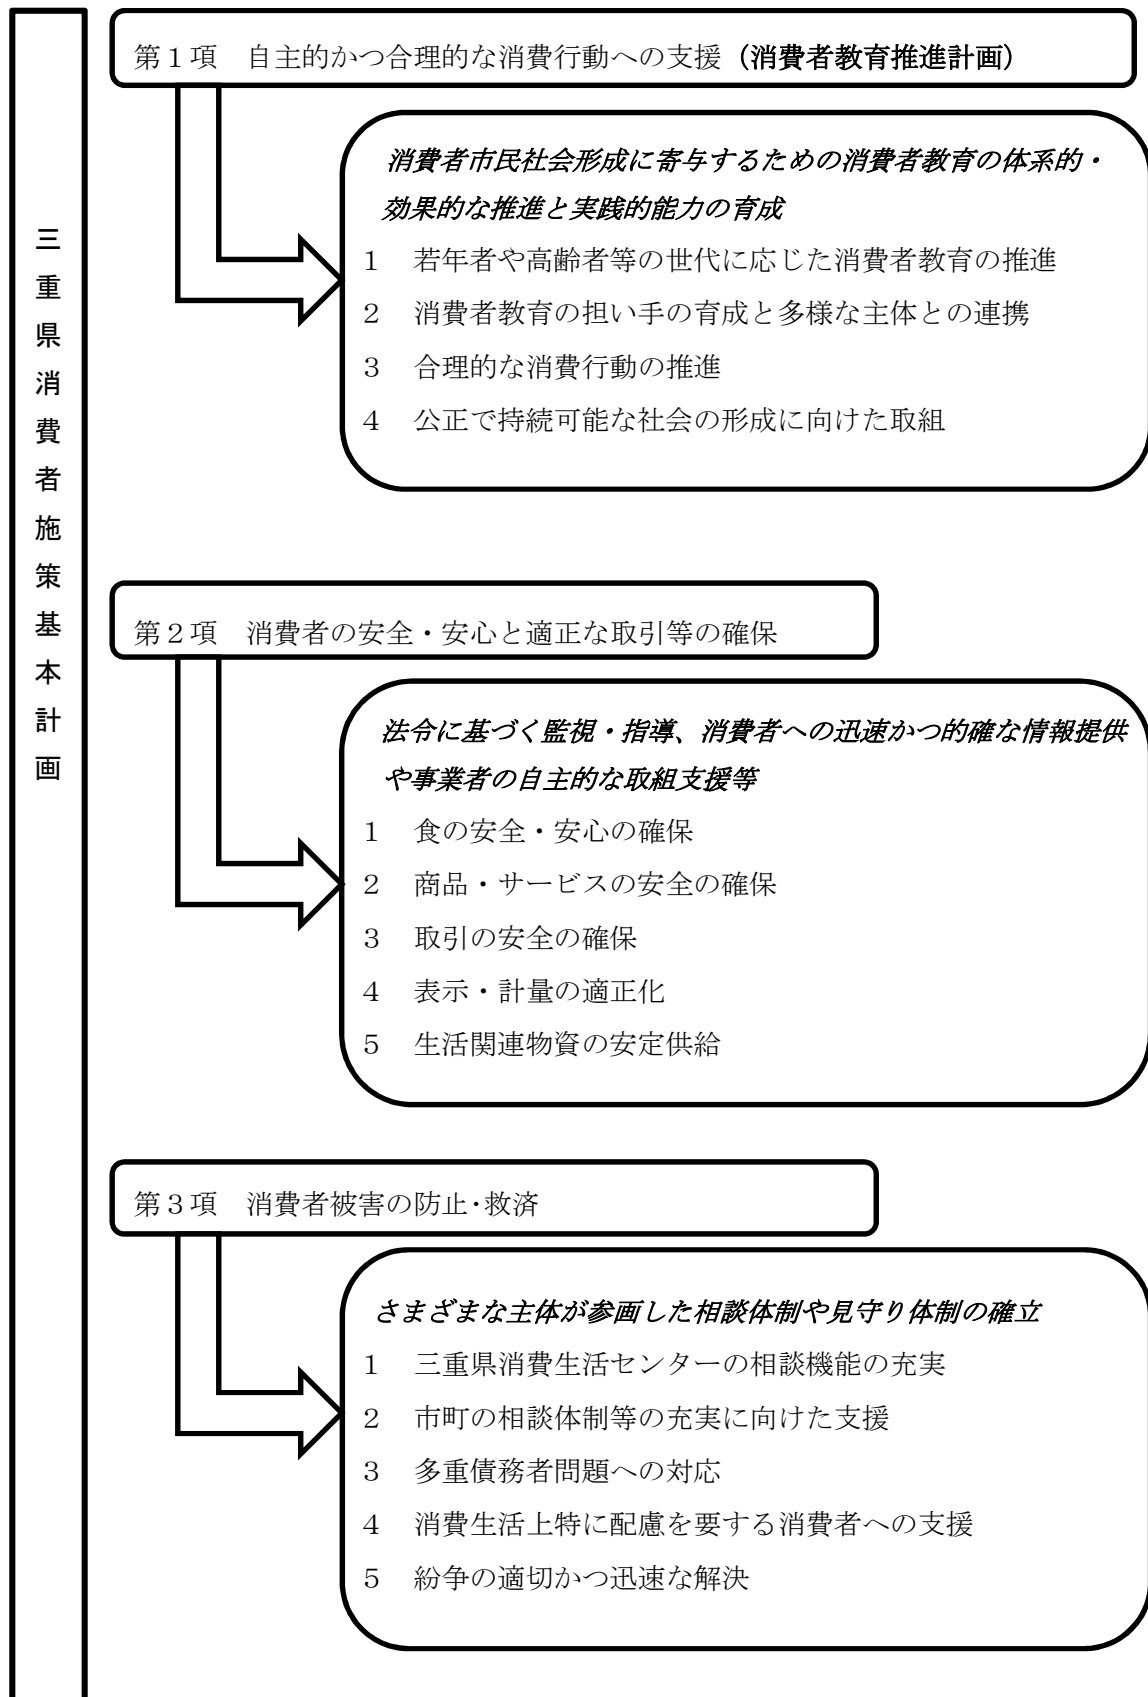 三重県消費者施策基本計画
第１項　自主的かつ合理的な消費行動への支援（消費者教育推進計画）
消費者市民社会形成に寄与するための消費者教育の体系的・
効果的な推進と実践的能力の育成
１　若年者や高齢者等の世代に応じた消費者教育の推進
２　消費者教育の担い手の育成と多様な主体との連携
３　合理的な消費行動の推進
４　公正で持続可能な社会の形成に向けた取組
第２項　消費者の安全・安心と適正な取引等の確保
法令に基づく監視・指導、消費者への迅速かつ的確な情報提供
や事業者の自主的な取組支援等
１　食の安全・安心の確保
２　商品・サービスの安全の確保
３　取引の安全の確保
４　表示・計量の適正化
５　生活関連物資の安定供給
第３項　消費者被害の防止・救済
さまざまな主体が参画した相談体制や見守り体制の確立
１　三重県消費生活センターの相談機能の充実
２　市町の相談体制等の充実に向けた支援
３　多重債務者問題への対応
４　消費生活上特に配慮を要する消費者への支援
５　紛争の適切かつ迅速な解決